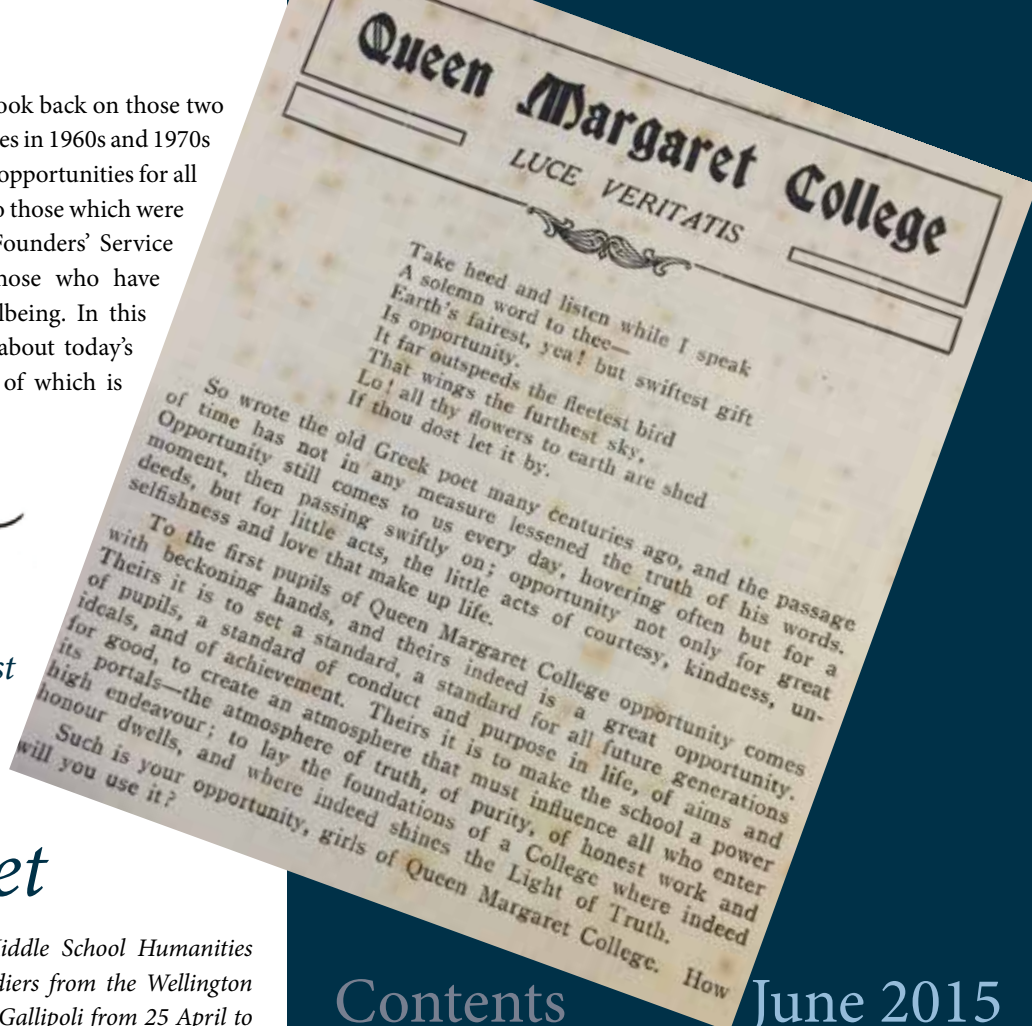 ook back on those two
es in 1960s and 1970s
opportunities for all
o those which were
Founders’ Service
hose who have
lbeing. In this
about today’s
of which is
st
et
iddle School Humanities
diers from the Wellington
Gallipoli from 25 April to
Queen Margaret College
LUCE VERITATIS
Take heed and listen while I speak
A solemn word to thee—
Earth's fairest, yea! but swiftest gift
Is opportunity.
It far outspeeds the fleetest bird
That wings the furthest sky,
Lo! all thy flowers to earth are shed
If thou dost let it by.
So wrote the old Greek poet many centuries ago, and the passage
of time has not in any measure lessened the truth of his words.
Opportunity still comes to us every day, hovering often but for a
moment, then passing swiftly on; opportunity not only for great
deeds, but for little acts, the little acts of courtesy, kindness, un-
selfishness and love that make up life.
To the first pupils of Queen Margaret College opportunity comes
with beckoning hands, and theirs indeed is a great opportunity.
Theirs it is to set a standard, a standard for all future generations
of pupils, a standard of conduct and purpose in life, of aims and
ideals, and of achievement. Theirs it is to make the school a power
for good, to create an atmosphere that must influence all who enter
its portals—the atmosphere of truth, of purity, of honest work and
high endeavour; to lay the foundations of a College where indeed
honour dwells, and where indeed shines the Light of Truth.
Such is your opportunity, girls of Queen Margaret College. How
will you use it?
Contents
June 2015